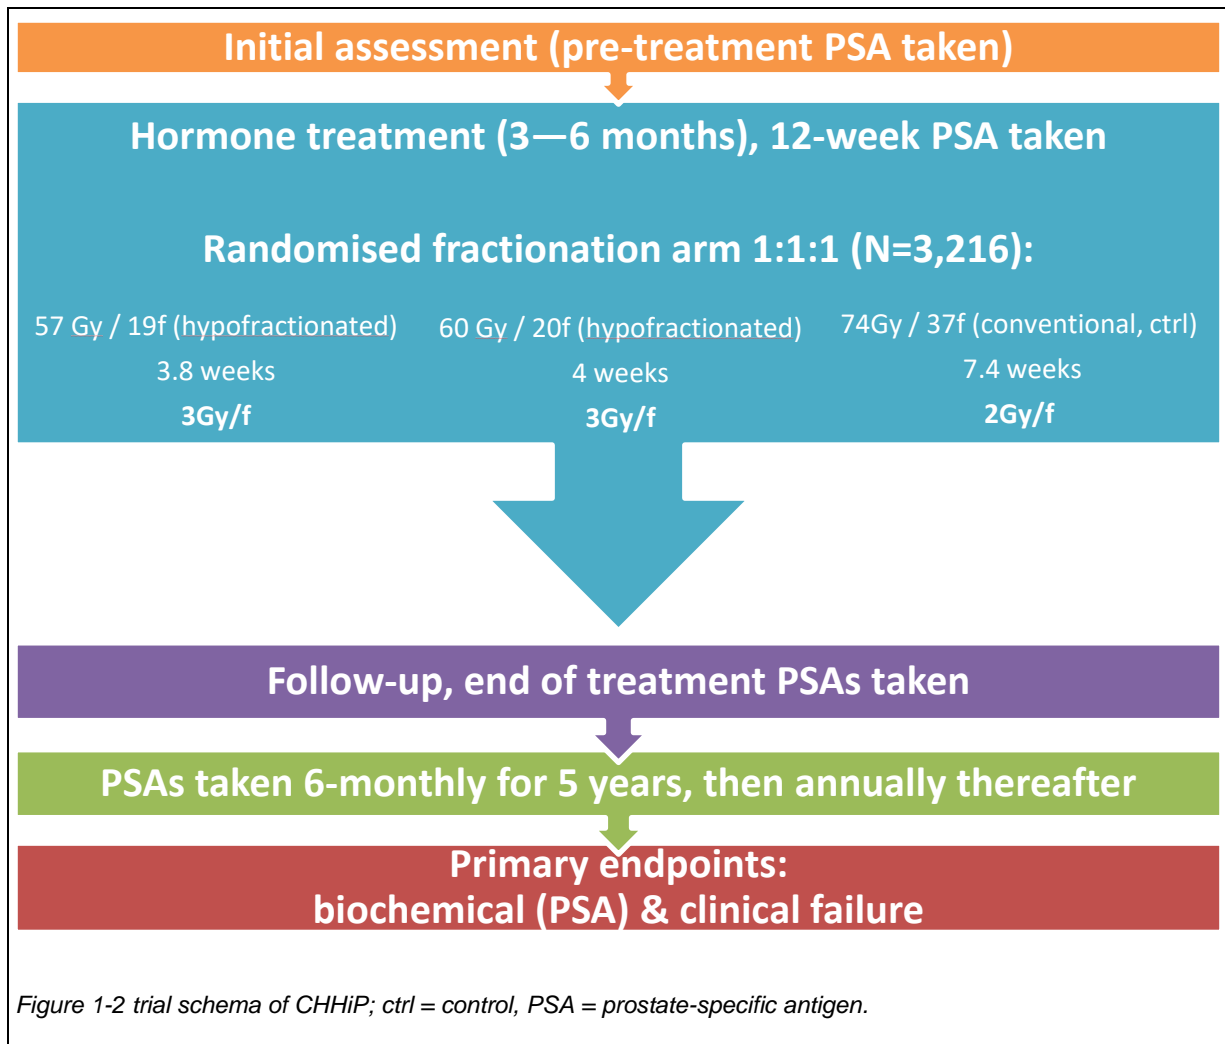 Initial assessment (pre-treatment PSA taken)
Hormone treatment (3—6 months), 12-week PSA taken
Randomised fractionation arm 1:1:1 (N=3,216):
57 Gy / 19f (hypofractionated)
3.8 weeks
3Gy/f
60 Gy / 20f (hypofractionated)
4 weeks
3Gy/f
74Gy / 37f (conventional, ctrl)
7.4 weeks
2Gy/f
Follow-up, end of treatment PSAs taken
PSAs taken 6-monthly for 5 years, then annually thereafter
Primary endpoints:
biochemical (PSA) & clinical failure
Figure 1-2 trial schema of CHHiP; ctrl = control, PSA = prostate-specific antigen.